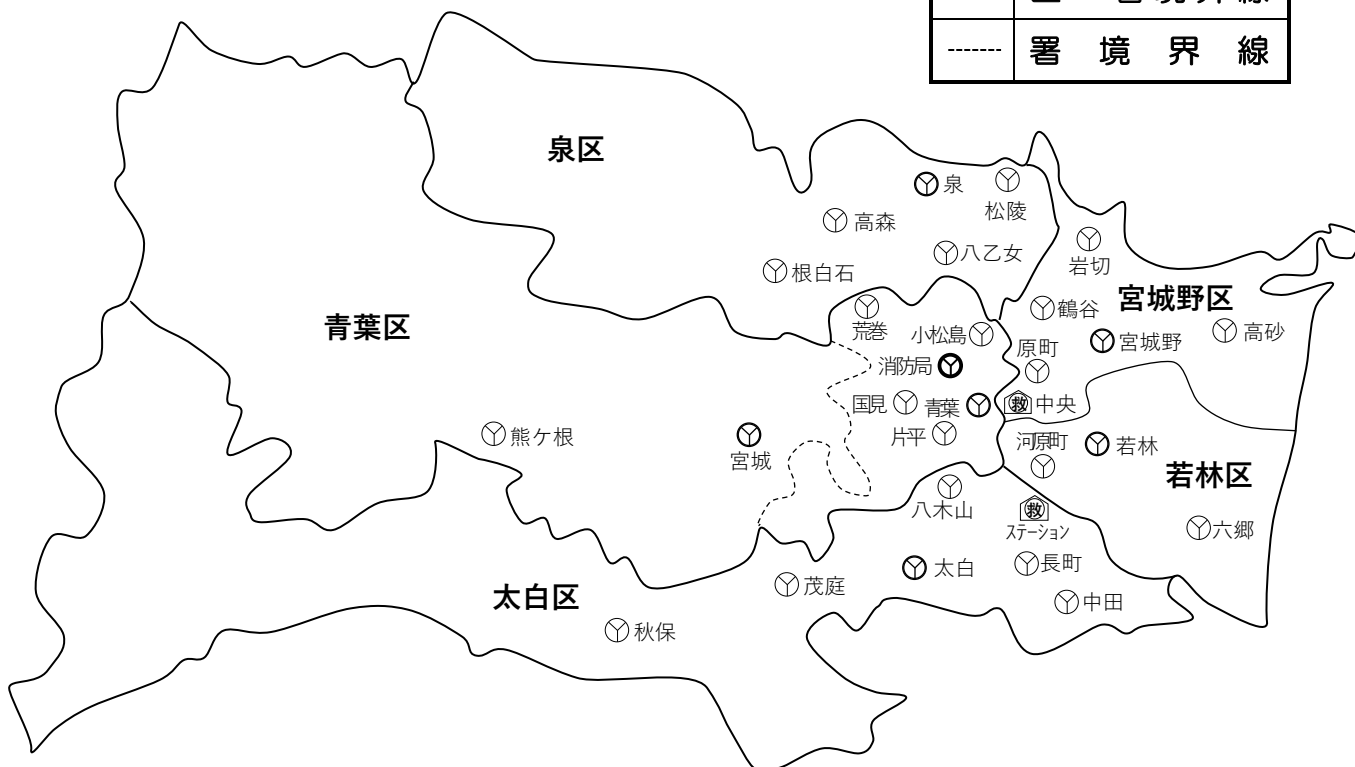 署境界線
泉区
泉
松陵
高森
八乙女
岩切
根白石
宮城野区
鶴谷
荒巻
青葉区
小松島
高砂
宮城野
原町
消防局
国見
青葉
救
中央
熊ケ根
片平
河原町
若林
宮城
若林区
八木山
救
ステーション
六郷
長町
太白
茂庭
太白区
中田
秋保